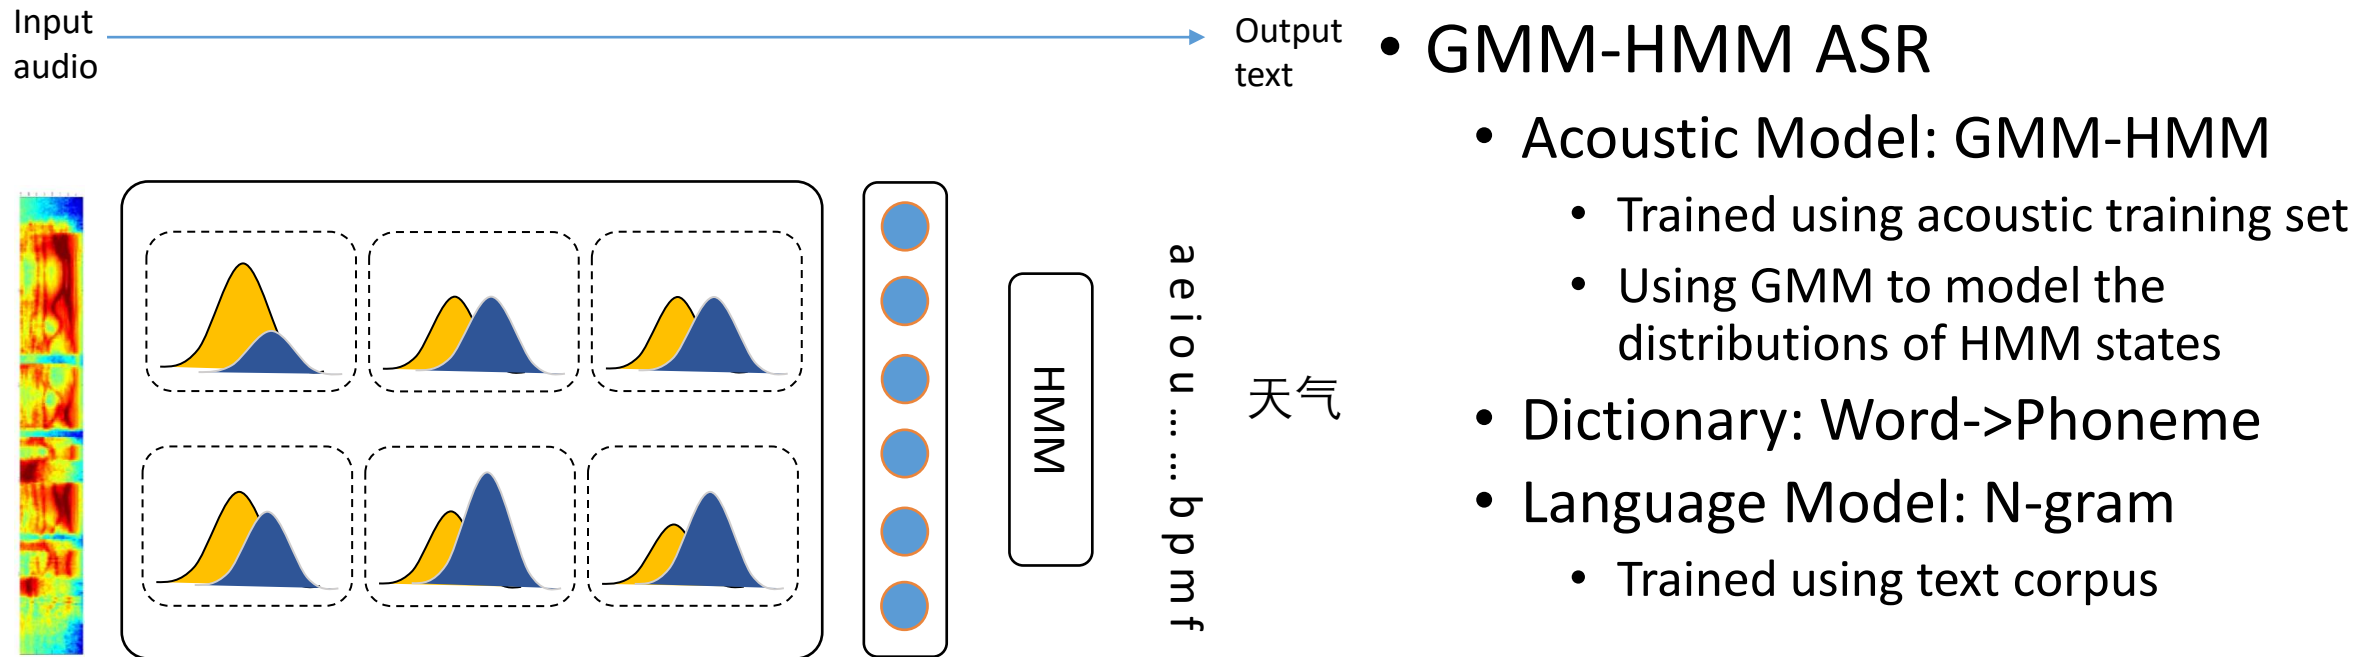 Input
audio
Output
text
HMM
a e i o u … … b p m f
天气
• GMM-HMM ASR
• Acoustic Model: GMM-HMM
• Trained using acoustic training set
• Using GMM to model the
distributions of HMM states
• Dictionary: Word->Phoneme
• Language Model: N-gram
• Trained using text corpus